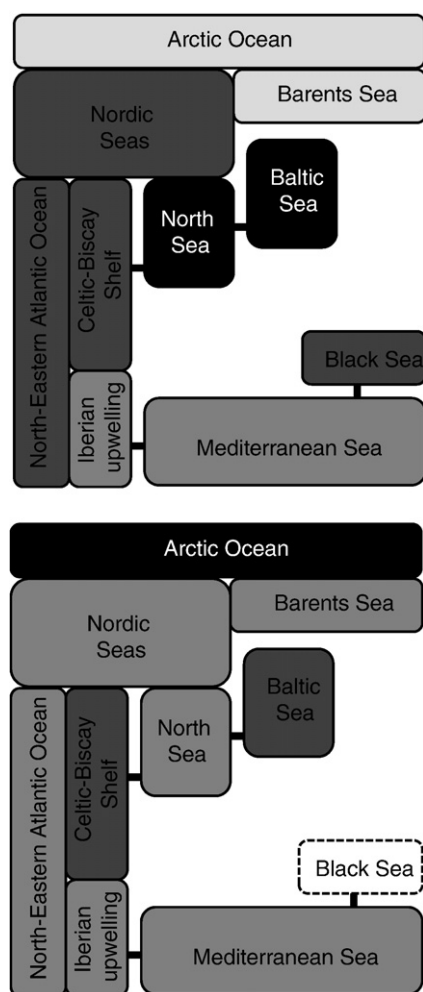 Arctic Ocean
Nordic
Seas
Barents Sea
Baltic
Sea
North
Sea
North-Eastern Atlantic Ocean
Celtic-Biscay
Shelf
Iberian
upwelling
Black Sea
Mediterranean Sea
Arctic Ocean
Nordic
Seas
Barents Sea
Baltic
Sea
North
Sea
North-Eastern Atlantic Ocean
Celtic-Biscay
Shelf
Iberian
upwelling
Black Sea
Mediterranean Sea